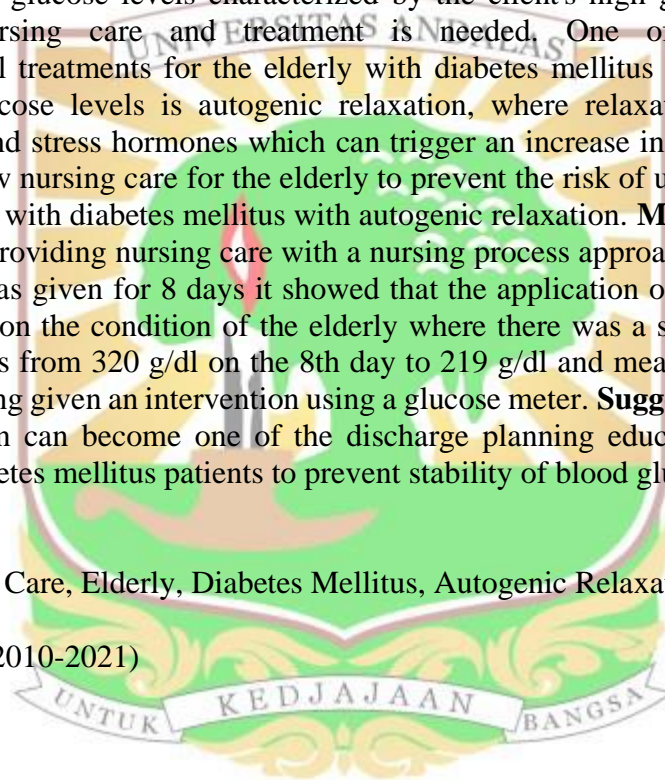 glucose levels characterized by the client's high g
rsing care and treatment is needed. One of
UNIVERSITAS ANDALAS
l treatments for the elderly with diabetes mellitus
cose levels is autogenic relaxation, where relaxa
nd stress hormones which can trigger an increase in
w nursing care for the elderly to prevent the risk of u
with diabetes mellitus with autogenic relaxation. M
roviding nursing care with a nursing process approa
as given for 8 days it showed that the application o
on the condition of the elderly where there was a s
s from 320 g/dl on the 8th day to 219 g/dl and mea
ng given an intervention using a glucose meter. Sugg
n can become one of the discharge planning educ
etes mellitus patients to prevent stability of blood glu
Care, Elderly, Diabetes Mellitus, Autogenic Relaxa
2010-2021)
UNTUK KEDJAJAAN BANGSA